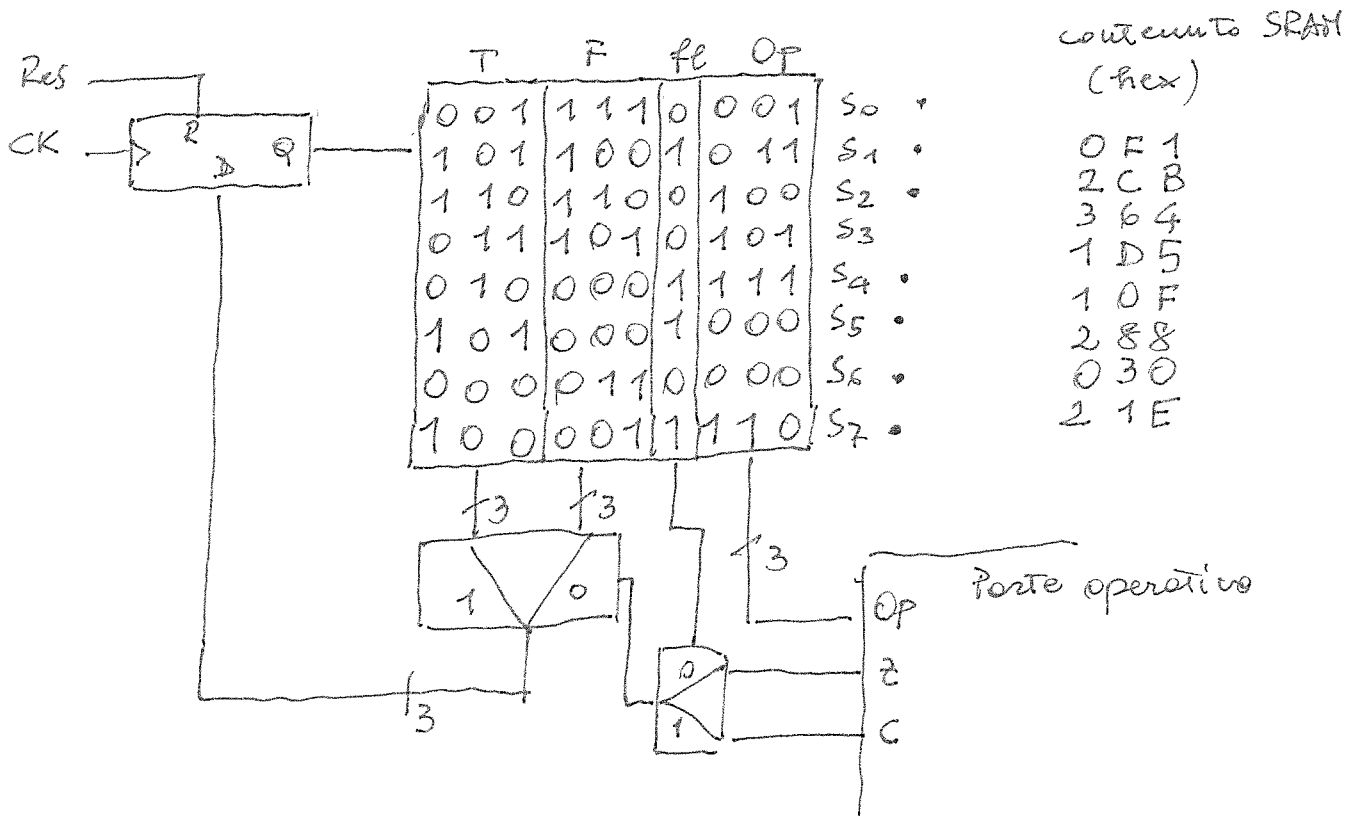 contenuto SRAM
(hex)
Res
CK
R
D
Q
T F fl Op
0 0 1 1 1 1 0 0 0 1 S0 • 0 F 1
1 0 1 1 0 0 1 0 1 1 S1 • 2 C B
1 1 0 1 1 0 0 1 0 0 S2 • 3 6 4
0 1 1 1 0 1 0 1 0 1 S3 1 D 5
0 1 0 0 0 0 1 1 1 1 S4 • 1 0 F
1 0 1 0 0 0 1 0 0 0 S5 • 2 8 8
0 0 0 0 1 1 0 0 0 0 S6 • 0 3 0
1 0 0 0 0 1 1 1 1 0 S7 • 2 1 E
3 3 3
1 0
Parte operativa
Op
0
Z
1
C
3